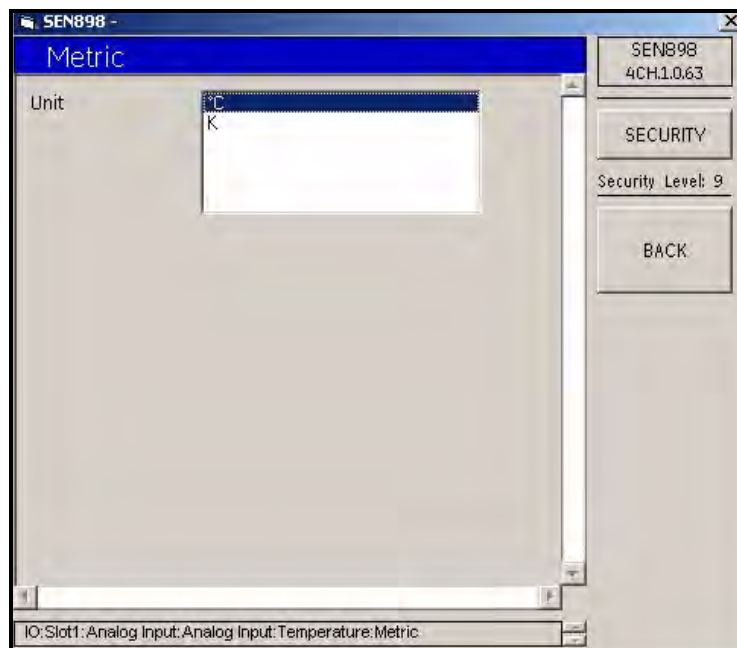 SEN898 -
Metric
Unit
°C
K
SEN898
4CH.1.0.63
SECURITY
Security Level: 9
BACK
IO:Slot1:Analog Input:Analog Input:Temperature:Metric